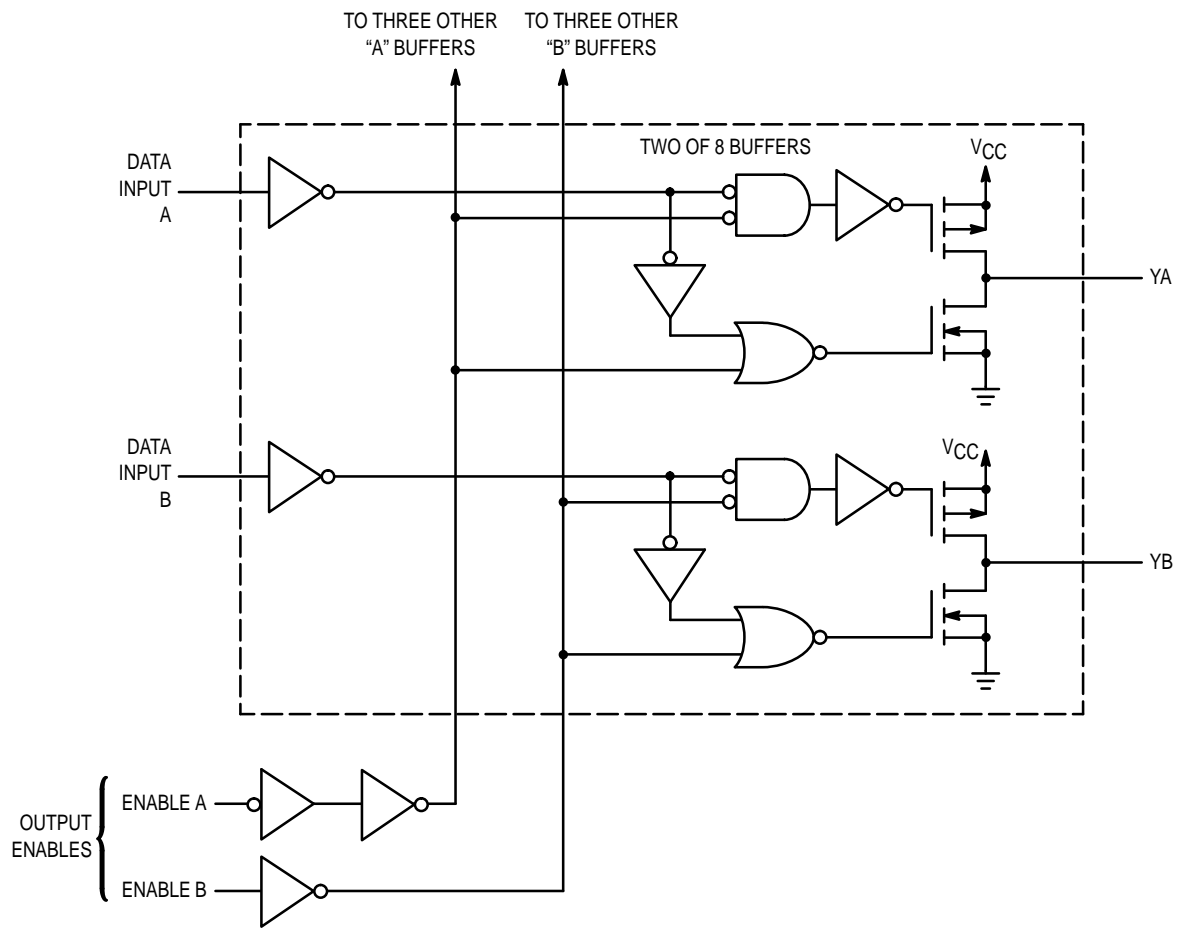 TO THREE OTHER
“A” BUFFERS
TO THREE OTHER
“B” BUFFERS
TWO OF 8 BUFFERS
DATA
INPUT
A
VCC
YA
DATA
INPUT
B
VCC
YB
OUTPUT
ENABLES
ENABLE A
ENABLE B